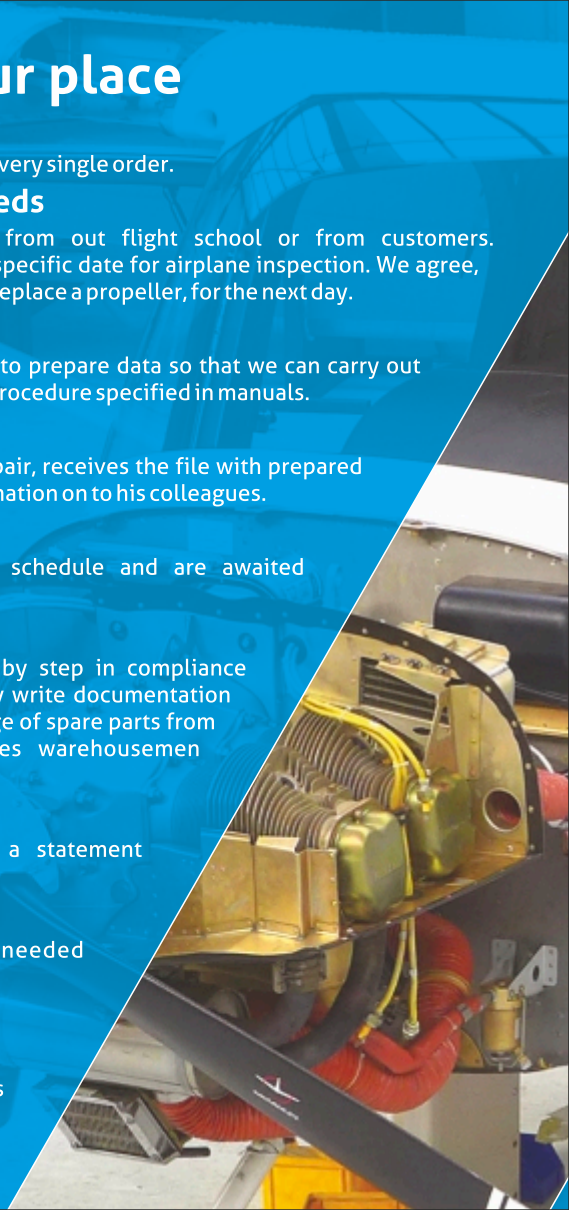 ur place
very single order.
eds
from out flight school or from customers.
specific date for airplane inspection. We agree,
eplace a propeller, for the next day.
to prepare data so that we can carry out
rocedure specified in manuals.
pair, receives the file with prepared
mation on to his colleagues.
schedule and are awaited
by step in compliance
y write documentation
ge of spare parts from
es warehousemen
a statement
needed
s